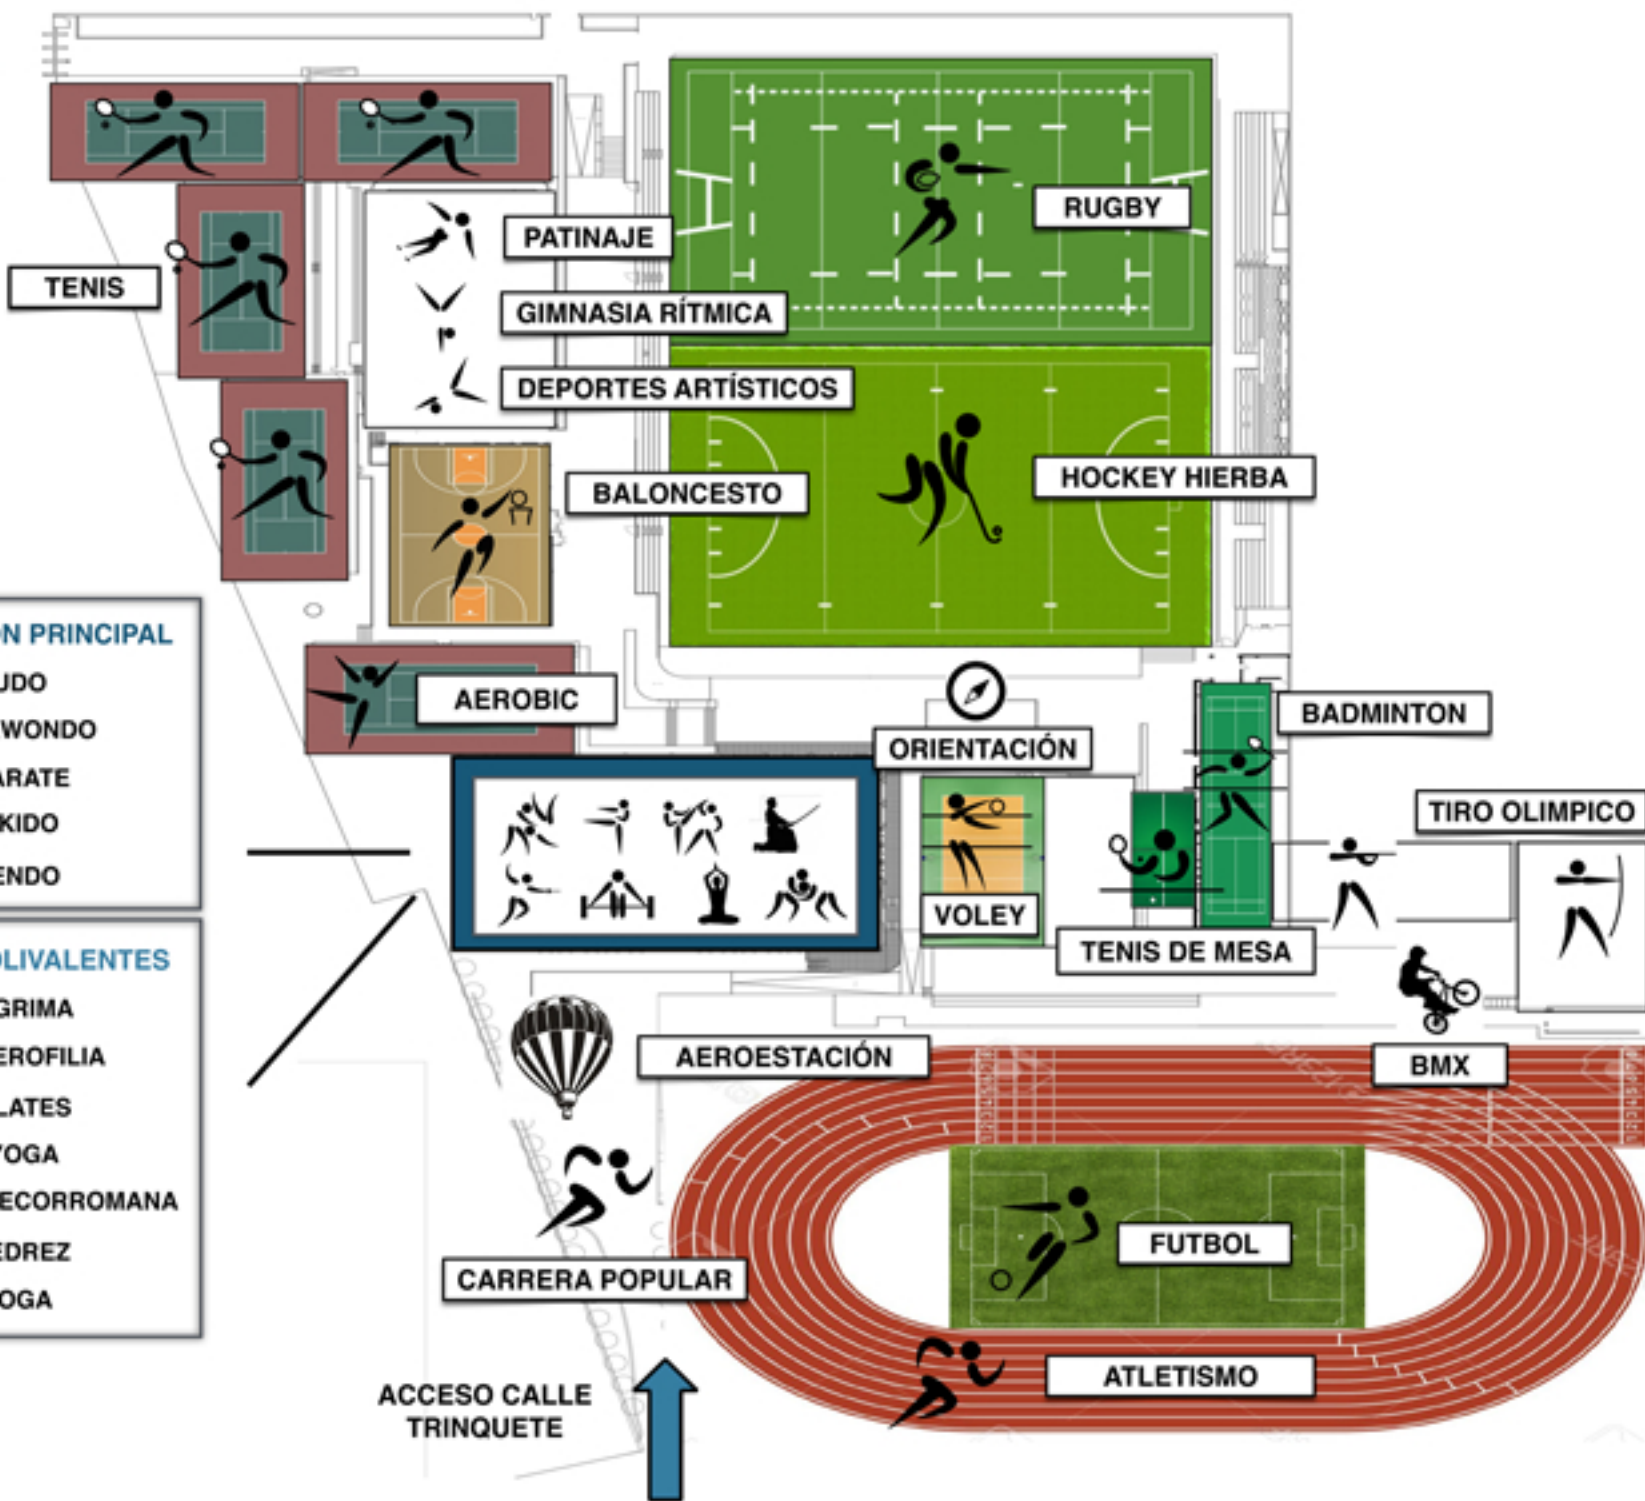 TENIS
PATINAJE
GIMNASIA RÍTMICA
DEPORTES ARTÍSTICOS
RUGBY
BALONCESTO
HOCKEY HIERBA
AEROBIC
ORIENTACIÓN
BADMINTON
TIRO OLIMPICO
VOLEY
TENIS DE MESA
ÓN PRINCIPAL
UDO
WONDO
ARATE
KIDO
ENDO
OLIVALENTES
GRIMA
EROFILIA
LATES
YOGA
ECORROMANA
EDREZ
OGA
AEROESTACIÓN
BMX
CARRERA POPULAR
FUTBOL
ATLETISMO
ACCESO CALLE
TRINQUETE